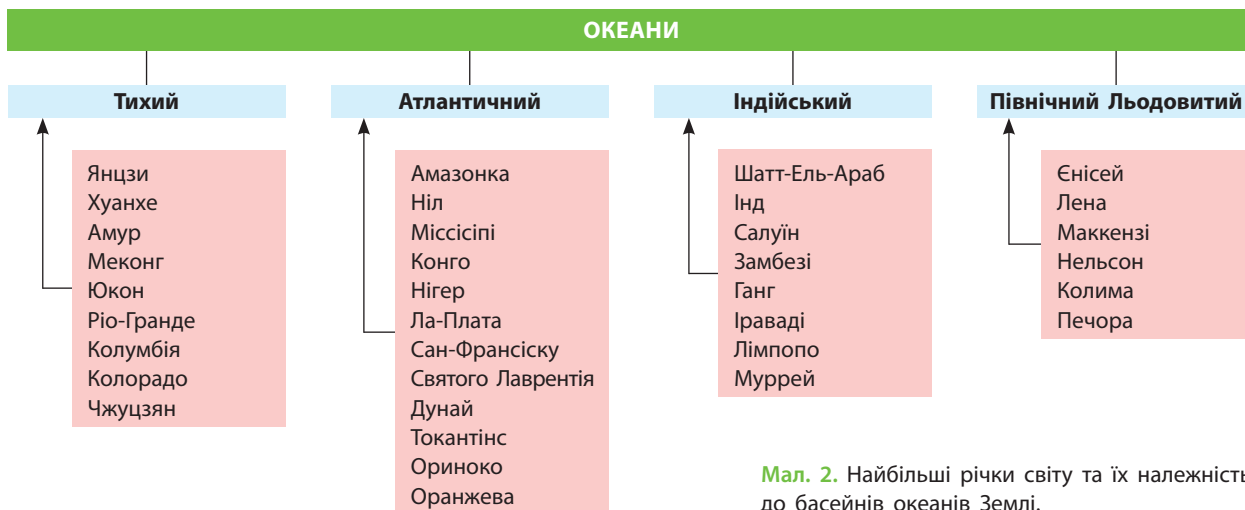 ОКЕАНИ
Тихий
Янцзи
Хуанхе
Амур
Меконг
Юкон
Ріо-Гранде
Колумбія
Колорадо
Чжуцзян
Атлантичний
Амазонка
Ніл
Міссісіпі
Конго
Нігер
Ла-Плата
Сан-Франсіску
Святого Лаврентія
Дунай
Токантінс
Ориноко
Оранжева
Індійський
Шатт-Ель-Араб
Інд
Салуїн
Замбезі
Ганг
Іраваді
Лімпопо
Муррей
Північний Льодовитий
Єнісей
Лена
Маккензі
Нельсон
Колима
Печора
Мал. 2. Найбільші річки світу та їх належність
до басейнів океанів Землі.